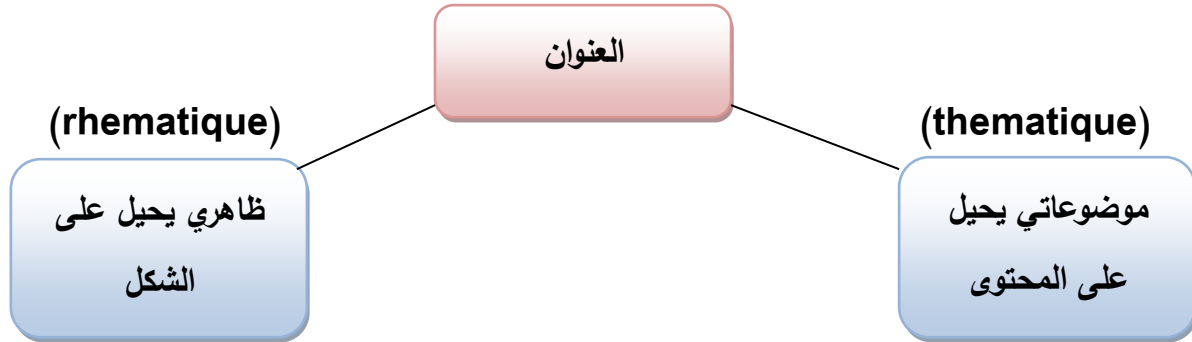 العنوان
(thematique)
موضوعاتي يحيل
على المحتوى
(rhematique)
ظاهري يحيل على
الشكل